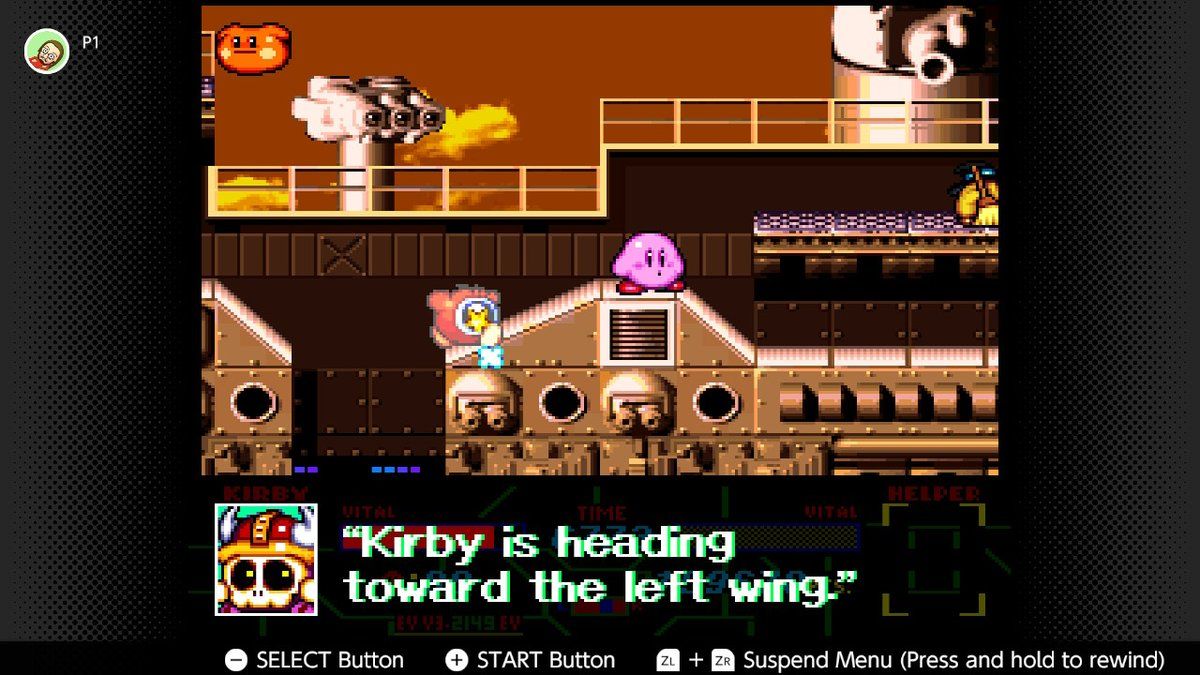 P1
KIRBY
HELPER
VITAL
TIME
VITAL
“Kirby is heading
toward the left wing.”
SELECT Button
START Button
ZL + ZR Suspend Menu (Press and hold to rewind)